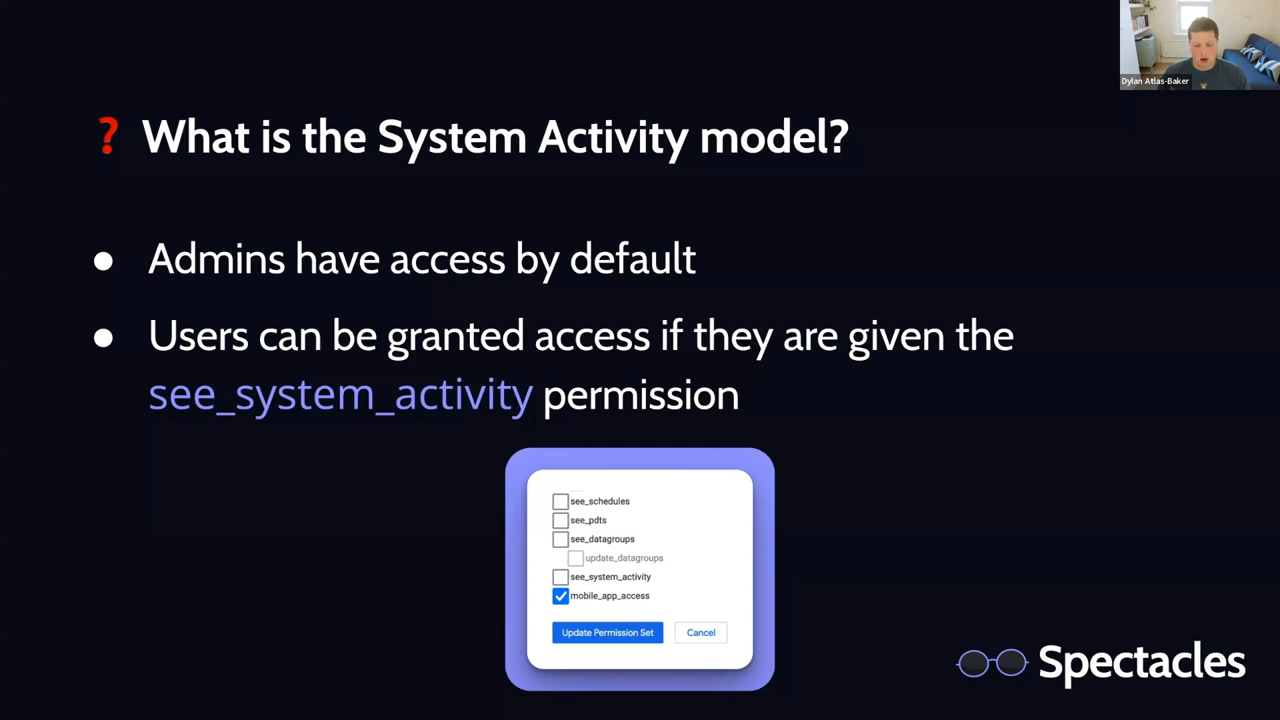 Dylan Atlas-Baker
❓ What is the System Activity model?
● Admins have access by default
● Users can be granted access if they are given the
see_system_activity permission
see_schedules
see_pdts
see_datagroups
update_datagroups
see_system_activity
mobile_app_access
Update Permission Set Cancel
Spectacles